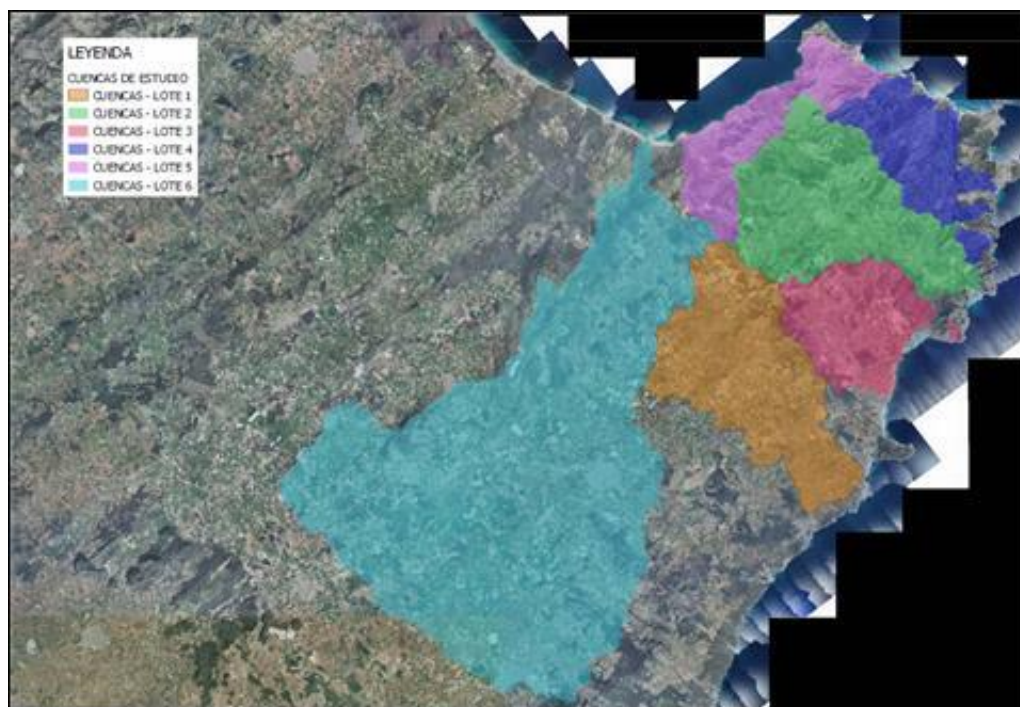 LEYENDA
CUENCAS DE ESTUDIO
CUENCAS - LOTE 1
CUENCAS - LOTE 2
CUENCAS - LOTE 3
CUENCAS - LOTE 4
CUENCAS - LOTE 5
CUENCAS - LOTE 6